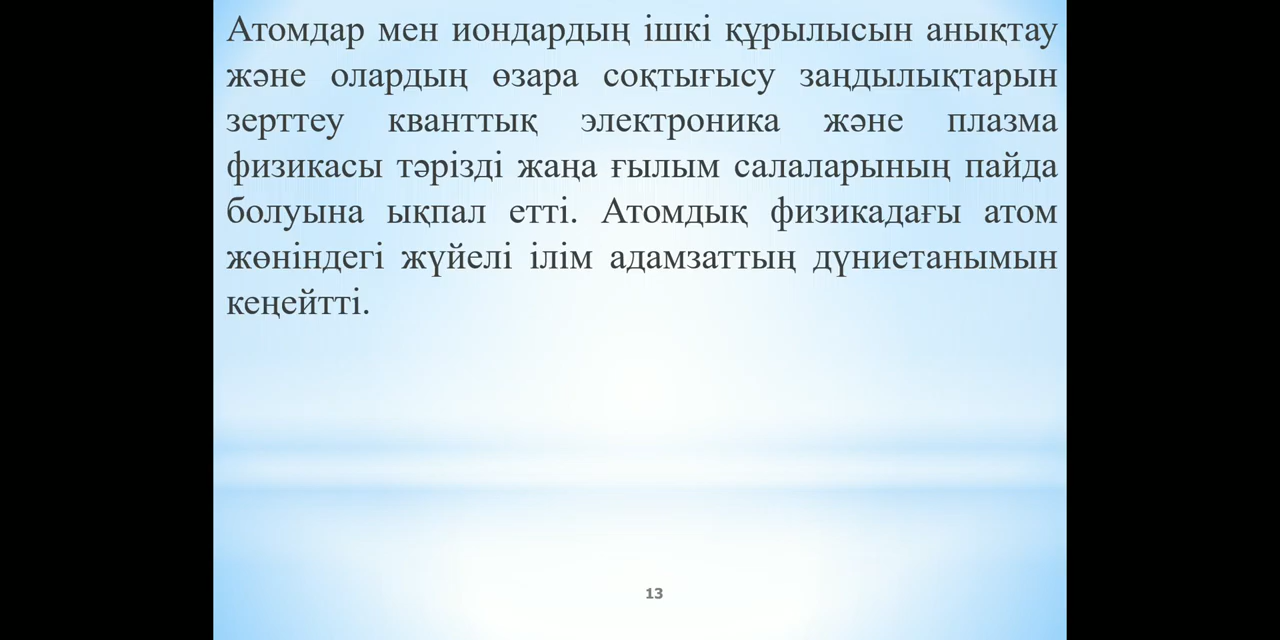 Атомдар мен иондардың ішкі құрылысын анықтау
және олардың өзара соқтығысу заңдылықтарын
зерттеу кванттық электроника және плазма
физикасы тәрізді жаңа ғылым салаларының пайда
болуына ықпал етті. Атомдық физикадағы атом
жөніндегі жүйелі ілім адамзаттың дүниетанымын
кеңейтті.
13